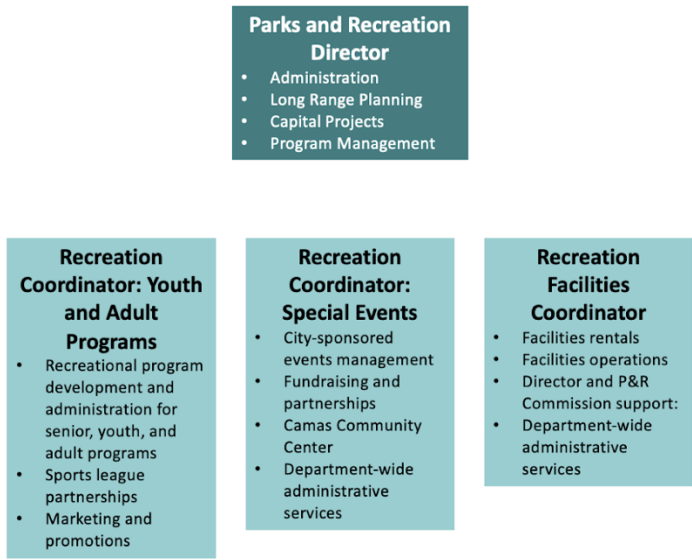 Parks and Recreation
Director
• Administration
• Long Range Planning
• Capital Projects
• Program Management
Recreation
Coordinator: Youth
and Adult
Programs
• Recreational program
development and
administration for
senior, youth, and
adult programs
• Sports league
partnerships
• Marketing and
promotions
Recreation
Coordinator:
Special Events
• City-sponsored
events management
• Fundraising and
partnerships
• Camas Community
Center
• Department-wide
administrative
services
Recreation
Facilities
Coordinator
• Facilities rentals
• Facilities operations
• Director and P&R
Commission support:
• Department-wide
administrative
services